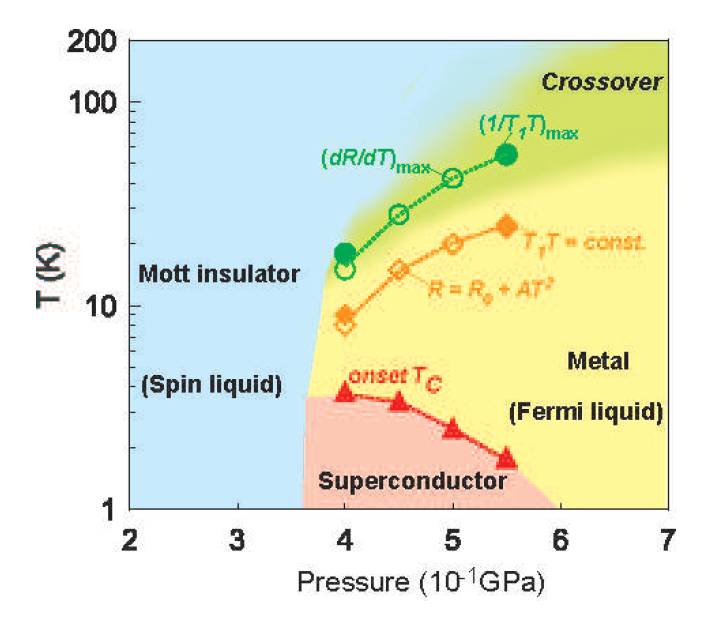 200
100
10
1
T (K)
Crossover
(1/T₁T)max
(dR/dT)max
Mott insulator
T₁T = const.
R = R₀ + AT²
(Spin liquid)
onset TC
Metal
(Fermi liquid)
Superconductor
2 3 4 5 6 7
Pressure (10⁻¹GPa)